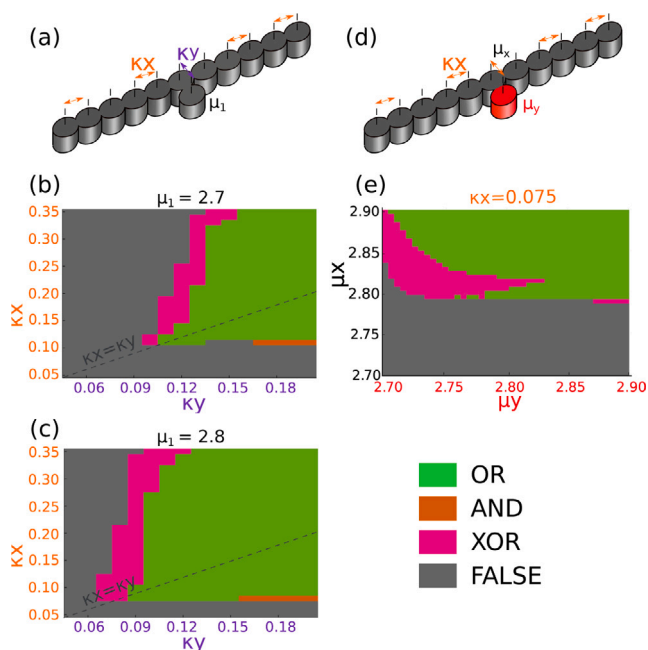 (a)
κx
κy
μ₁
(d)
κx
μx
μy
(b)
μ₁ = 2.7
κx
0.35
0.30
0.25
0.20
0.15
0.10
0.05
κx=κy
0.06 0.09 0.12 0.15 0.18
κy
(e)
κx=0.075
μx
2.90
2.85
2.80
2.75
2.70
2.70 2.75 2.80 2.85 2.90
μy
(c)
μ₁ = 2.8
κx
0.35
0.30
0.25
0.20
0.15
0.10
0.05
κx=κy
0.06 0.09 0.12 0.15 0.18
κy
OR
AND
XOR
FALSE